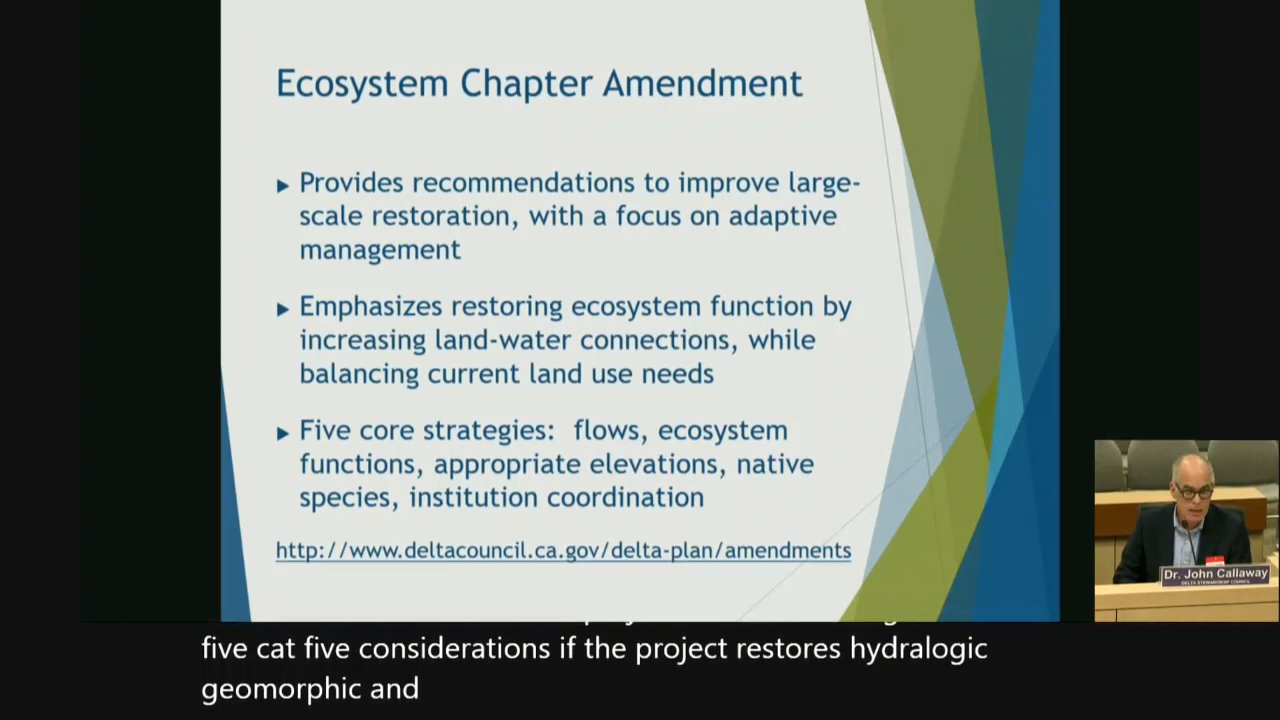 Ecosystem Chapter Amendment
Provides recommendations to improve large-
scale restoration, with a focus on adaptive
management
Emphasizes restoring ecosystem function by
increasing land-water connections, while
balancing current land use needs
Five core strategies: flows, ecosystem
functions, appropriate elevations, native
species, institution coordination
http://www.deltacouncil.ca.gov/delta-plan/amendments
Dr. John Callaway
DELTA STEWARDSHIP COUNCIL
five cat five considerations if the project restores hydralogic
geomorphic and